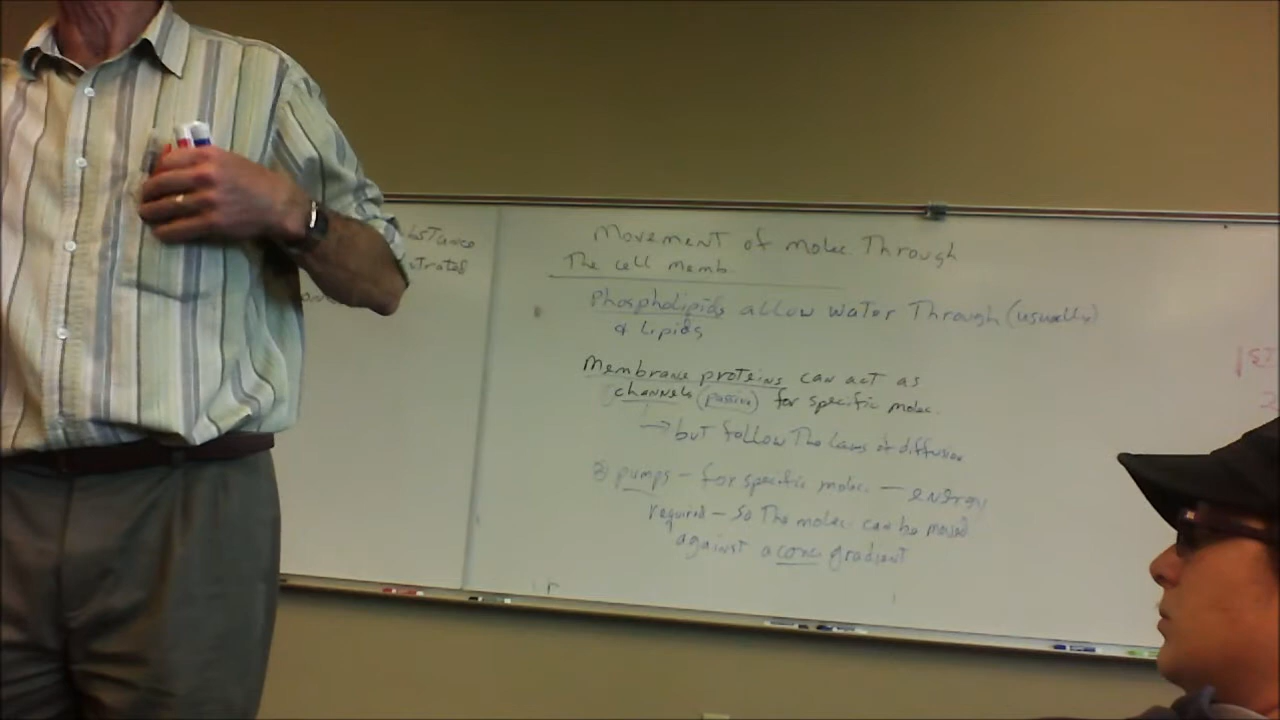 Movement of molec. Through
The cell memb.
Phospholipids allow water Through (usually)
& lipids
Membrane proteins can act as
channels (passive) for specific molec.
→ but follow The laws of diffusion
pumps - for specific molec. - energy
required - so The molec. can be moved
against a conc gradient